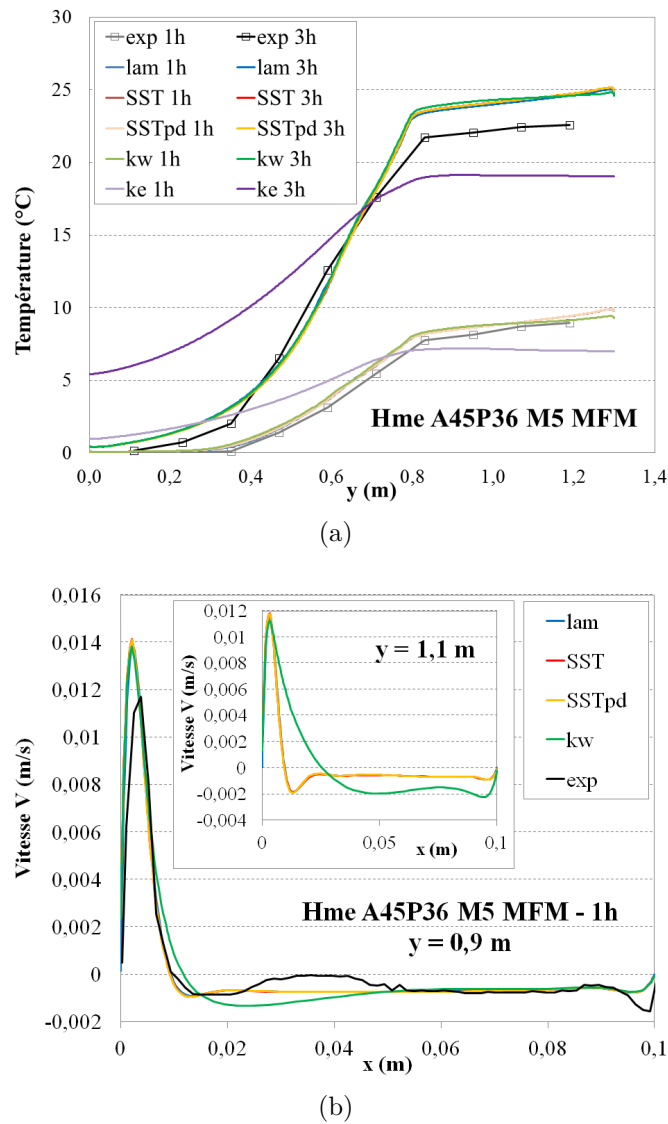 30
25
20
15
10
5
0
Température (°C)
exp 1h exp 3h
lam 1h lam 3h
SST 1h SST 3h
SSTpd 1h SSTpd 3h
kw 1h kw 3h
ke 1h ke 3h
Hme A45P36 M5 MFM
0,0 0,2 0,4 0,6 0,8 1,0 1,2 1,4
y (m)
(a)
0,016
0,014
0,012
0,01
0,008
0,006
0,004
0,002
0
-0,002
Vitesse V (m/s)
0,012
0,01
0,008
0,006
0,004
0,002
0
-0,002
-0,004
Vitesse V (m/s)
y = 1,1 m
0 0,05 0,1
x (m)
lam
SST
SSTpd
kw
exp
Hme A45P36 M5 MFM - 1h
y = 0,9 m
0 0,02 0,04 0,06 0,08 0,1
x (m)
(b)